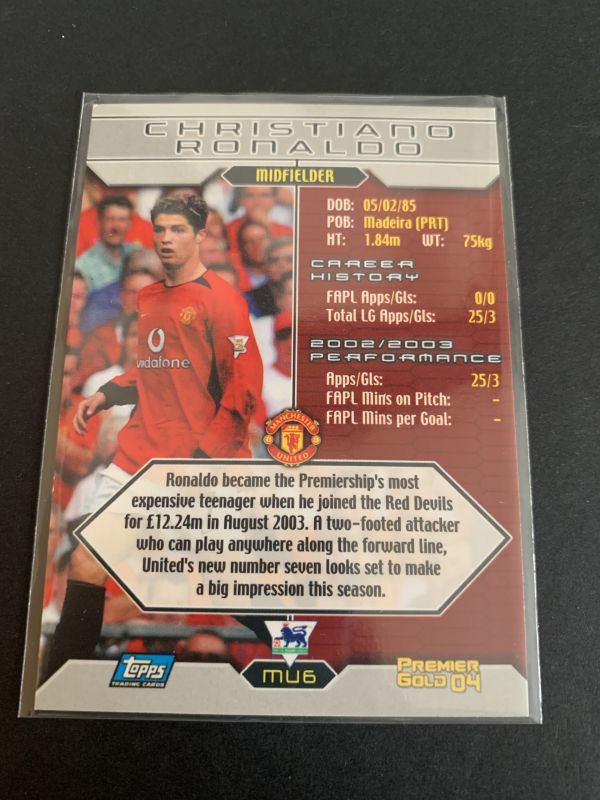 CHRISTIANO
RONALDO
MIDFIELDER
DOB: 05/02/85
POB: Madeira (PRT)
HT: 1.84m WT: 75kg
CAREER
HISTORY
FAPL Apps/Gls: 0/0
Total LG Apps/Gls: 25/3
2002/2003
PERFORMANCE
Apps/Gls: 25/3
FAPL Mins on Pitch: -
FAPL Mins per Goal: -
vodafone
MANCHESTER
UNITED
Ronaldo became the Premiership's most
expensive teenager when he joined the Red Devils
for £12.24m in August 2003. A two-footed attacker
who can play anywhere along the forward line,
United's new number seven looks set to make
a big impression this season.
Topps
TRADING CARDS
MU6
PREMIER
GOLD 04